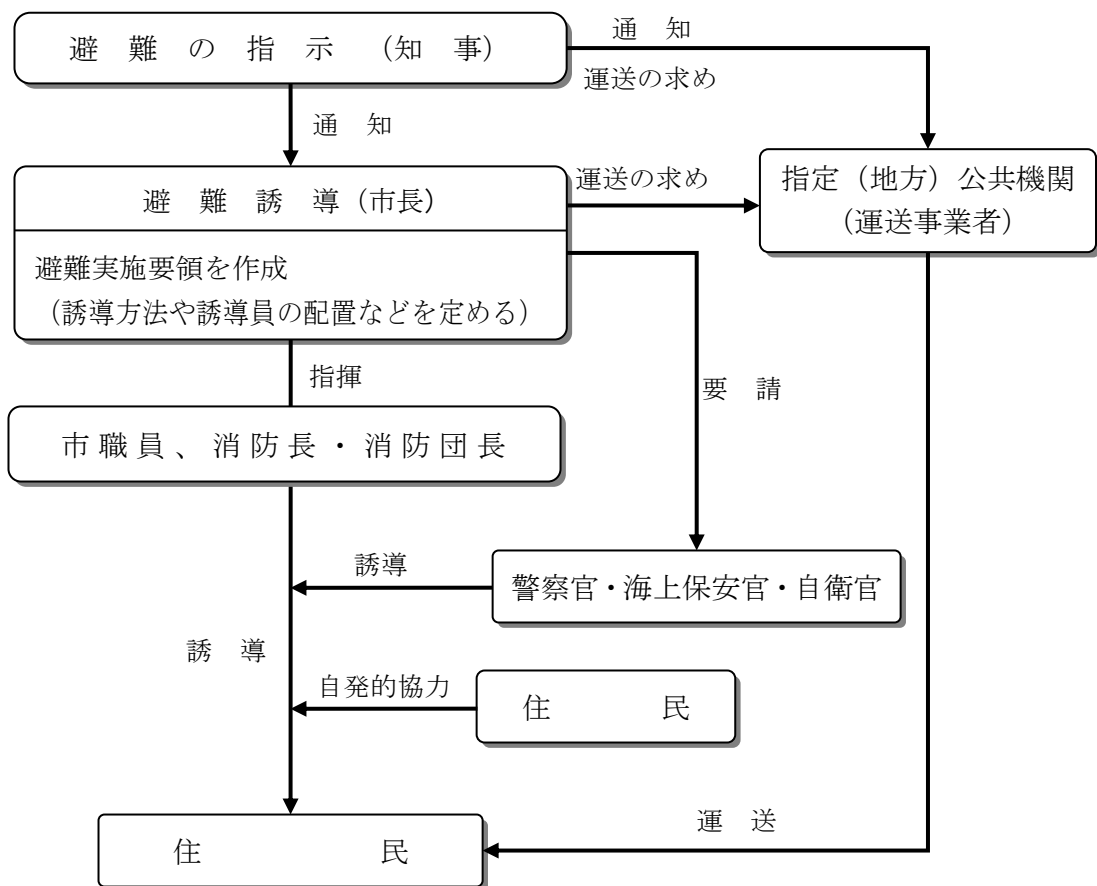 避難の指示（知事）
通知
運送の求め
通知
避難誘導（市長）
運送の求め
指定（地方）公共機関
（運送事業者）
避難実施要領を作成
（誘導方法や誘導員の配置などを定める）
指揮
要請
市職員、消防長・消防団長
誘導
警察官・海上保安官・自衛官
誘導
自発的協力
住民
運送
住民